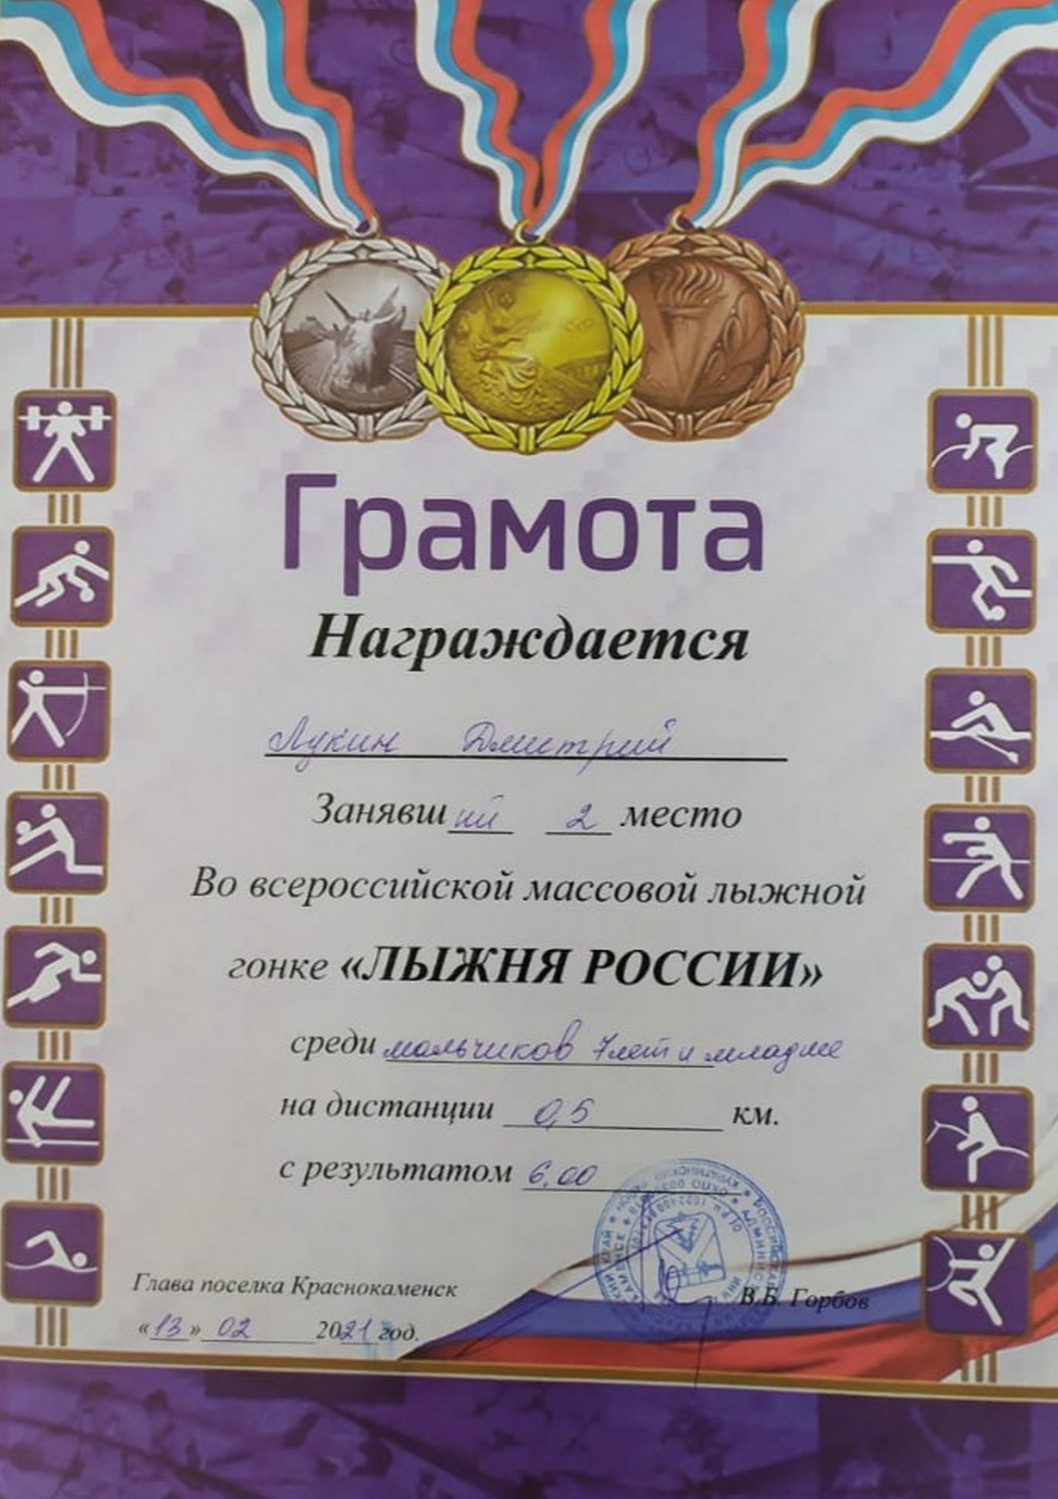 Грамота
Награждается
Лукин Дмитрий
Занявший 2 место
Во всероссийской массовой лыжной
гонке «ЛЫЖНЯ РОССИИ»
среди мальчиков 7 лет и младше
на дистанции 0,5 км.
с результатом 6,00
Глава поселка Краснокаменск В.Б. Горбов
«13» 02 2021 год.